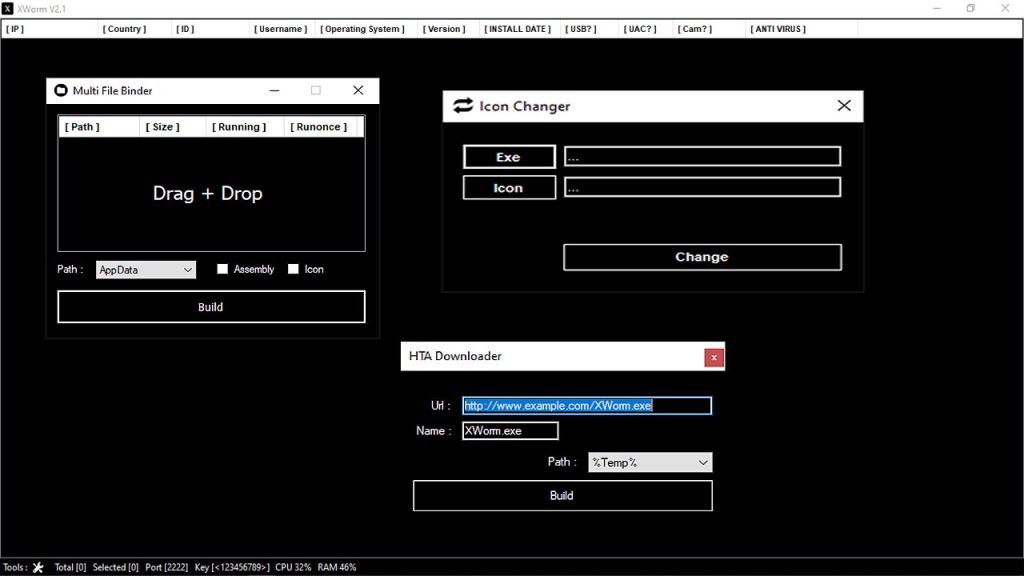 X XWorm V2.1
[ IP ] [ Country ] [ ID ] [ Username ] [ Operating System ] [ Version ] [ INSTALL DATE ] [ USB? ] [ UAC? ] [ Cam? ] [ ANTI VIRUS ]
Multi File Binder
[ Path ] [ Size ] [ Running ] [ Runonce ]
Drag + Drop
Path : AppData Assembly Icon
Build
Icon Changer
Exe ...
Icon ...
Change
HTA Downloader
x
Url : http://www.example.com/XWorm.exe
Name : XWorm.exe
Path : %Temp%
Build
Tools : Total [0] Selected [0] Port [2222] Key [<123456789>] CPU 32% RAM 46%